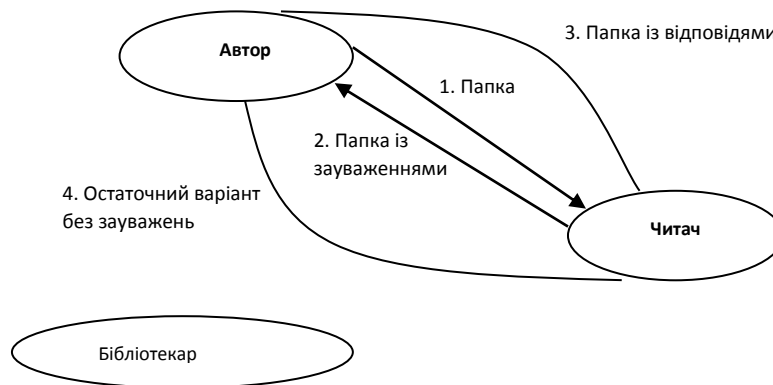 3. Папка із відповідями
Автор
1. Папка
2. Папка із
зауваженнями
4. Остаточний варіант
без зауважень
Читач
Бібліотекар